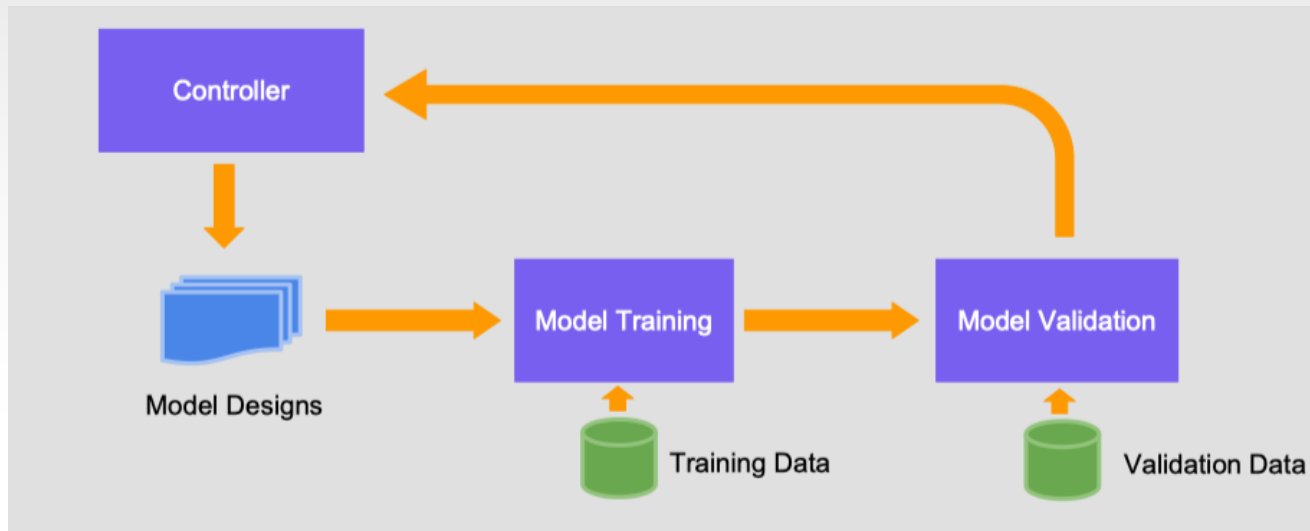 Controller
Model Training
Model Validation
Model Designs
Training Data
Validation Data